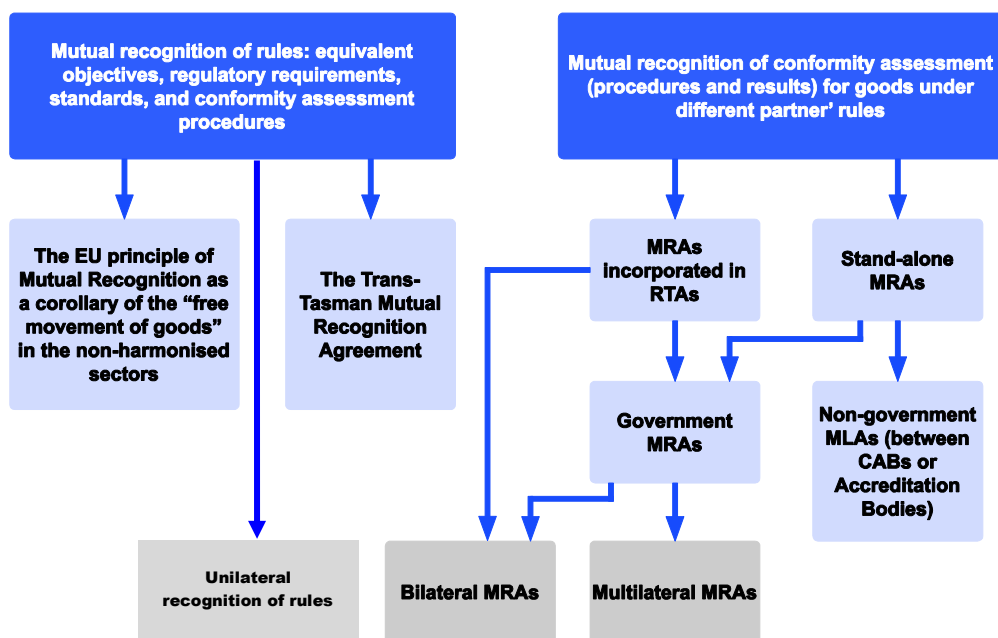 Mutual recognition of rules: equivalent
objectives, regulatory requirements,
standards, and conformity assessment
procedures
Mutual recognition of conformity assessment
(procedures and results) for goods under
different partner’ rules
The EU principle of
Mutual Recognition as
a corollary of the “free
movement of goods”
in the non-harmonised
sectors
The Trans-
Tasman Mutual
Recognition
Agreement
MRAs
incorporated in
RTAs
Stand-alone
MRAs
Government
MRAs
Non-government
MLAs (between
CABs or
Accreditation
Bodies)
Unilateral
recognition of rules
Bilateral MRAs
Multilateral MRAs